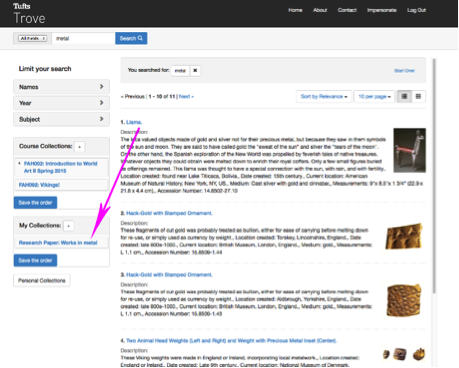 Tufts
Trove
Home About Contact Impersonate Log Out
All Fields metal Search
Limit your search
Names
Year
Subject
Course Collections: +
FAH002: Introduction to World
Art II Spring 2015
FAH092: Vikings!
Save the order
My Collections: +
Research Paper: Works in metal
Save the order
Personal Collections
You searched for: metal Start Over
« Previous | 1 - 10 of 11 | Next »
Sort by Relevance 10 per page
1. Llama.
Description:
The Inca valued objects made of gold and silver not for their precious metal, but because they saw in them symbols
of the sun and moon. They are said to have called gold the "sweat of the sun" and silver the "tears of the moon".
On the other hand, the Spanish exploration of the New World was propelled by feverish tales of native treasures.
Whatever objects they could obtain were melted down to enrich their royal coffers. Only a few small figures buried
as offerings remained. This llama was thought to have a special connection with the sun, with rain, and with fertility..
Location created: found near Lake Titicaca, Bolivia, Date created: 15th century., Current location: American
Museum of Natural History, New York, NY, US., Medium: Cast silver with gold and cinnabar., Measurements: 9"x 8.5"x 1 3/4" (22.9 x
21.6 x 4.4 cm)., Accession Number: 14.8502-27.10
2. Hack-Gold with Stamped Ornament.
Description:
These fragments of cut gold were probably treated as bullion, either for ease of carrying before melting down
for re-use, or simply used as currency by weight., Location created: Torksey, Lincolnshire, England.,
Date created: late 800s-1000., Current location: British Museum, London, England., Medium: gold., Measurements:
L 1.1 cm., Accession Number: 16.8509-1.44
3. Hack-Gold with Stamped Ornament.
Description:
These fragments of cut gold were probably treated as bullion, either for ease of carrying before melting down
for re-use, or simply used as currency by weight., Location created: England., Date
created: late 800s-1000., Current location: British Museum, London, England., Medium: gold., Measurements:
L 1.1 cm., Accession Number: 16.8509-1.43
4. Two Animal Head Weights (Left and Right) and Weight with Precious Metal Inset (Center).
Description:
These Viking weights were made in England or Ireland, incorporating local metalwork., Location created:
England or Ireland., Date created: Late 9th century., Current location: National Museum of Denmark,